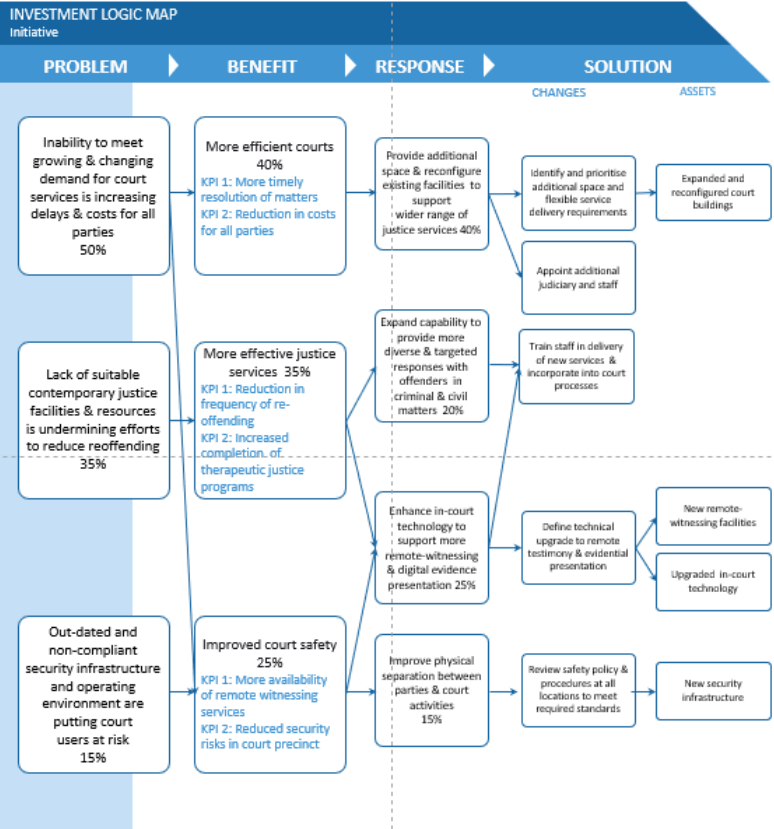 INVESTMENT LOGIC MAP
Initiative
PROBLEM
BENEFIT
RESPONSE
SOLUTION
CHANGES
ASSETS
Inability to meet
growing & changing
demand for court
services is increasing
delays & costs for all
parties
50%
More efficient courts
40%
KPI 1: More timely
resolution of matters
KPI 2: Reduction in costs
for all parties
Provide additional
space & reconfigure
existing facilities to
support
wider range of
justice services 40%
Identify and prioritise
additional space and
flexible service
delivery requirements
Expanded and
reconfigured court
buildings
Appoint additional
judiciary and staff
Lack of suitable
contemporary justice
facilities & resources
is undermining efforts
to reduce reoffending
35%
More effective justice
services 35%
KPI 1: Reduction in
frequency of re-
offending
KPI 2: Increased
completion of
therapeutic justice
programs
Expand capability to
provide more
diverse & targeted
responses with
offenders in
criminal & civil
matters 20%
Train staff in delivery
of new services &
incorporate into court
processes
Enhance in-court
technology to
support more
remote-witnessing
& digital evidence
presentation 25%
Define technical
upgrade to remote
testimony & evidential
presentation
New remote-
witnessing facilities
Upgraded in-court
technology
Out-dated and
non-compliant
security infrastructure
and operating
environment are
putting court
users at risk
15%
Improved court safety
25%
KPI 1: More availability
of remote witnessing
services
KPI 2: Reduced security
risks in court precinct
Improve physical
separation between
parties & court
activities
15%
Review safety policy &
procedures at all
locations to meet
required standards
New security
infrastructure